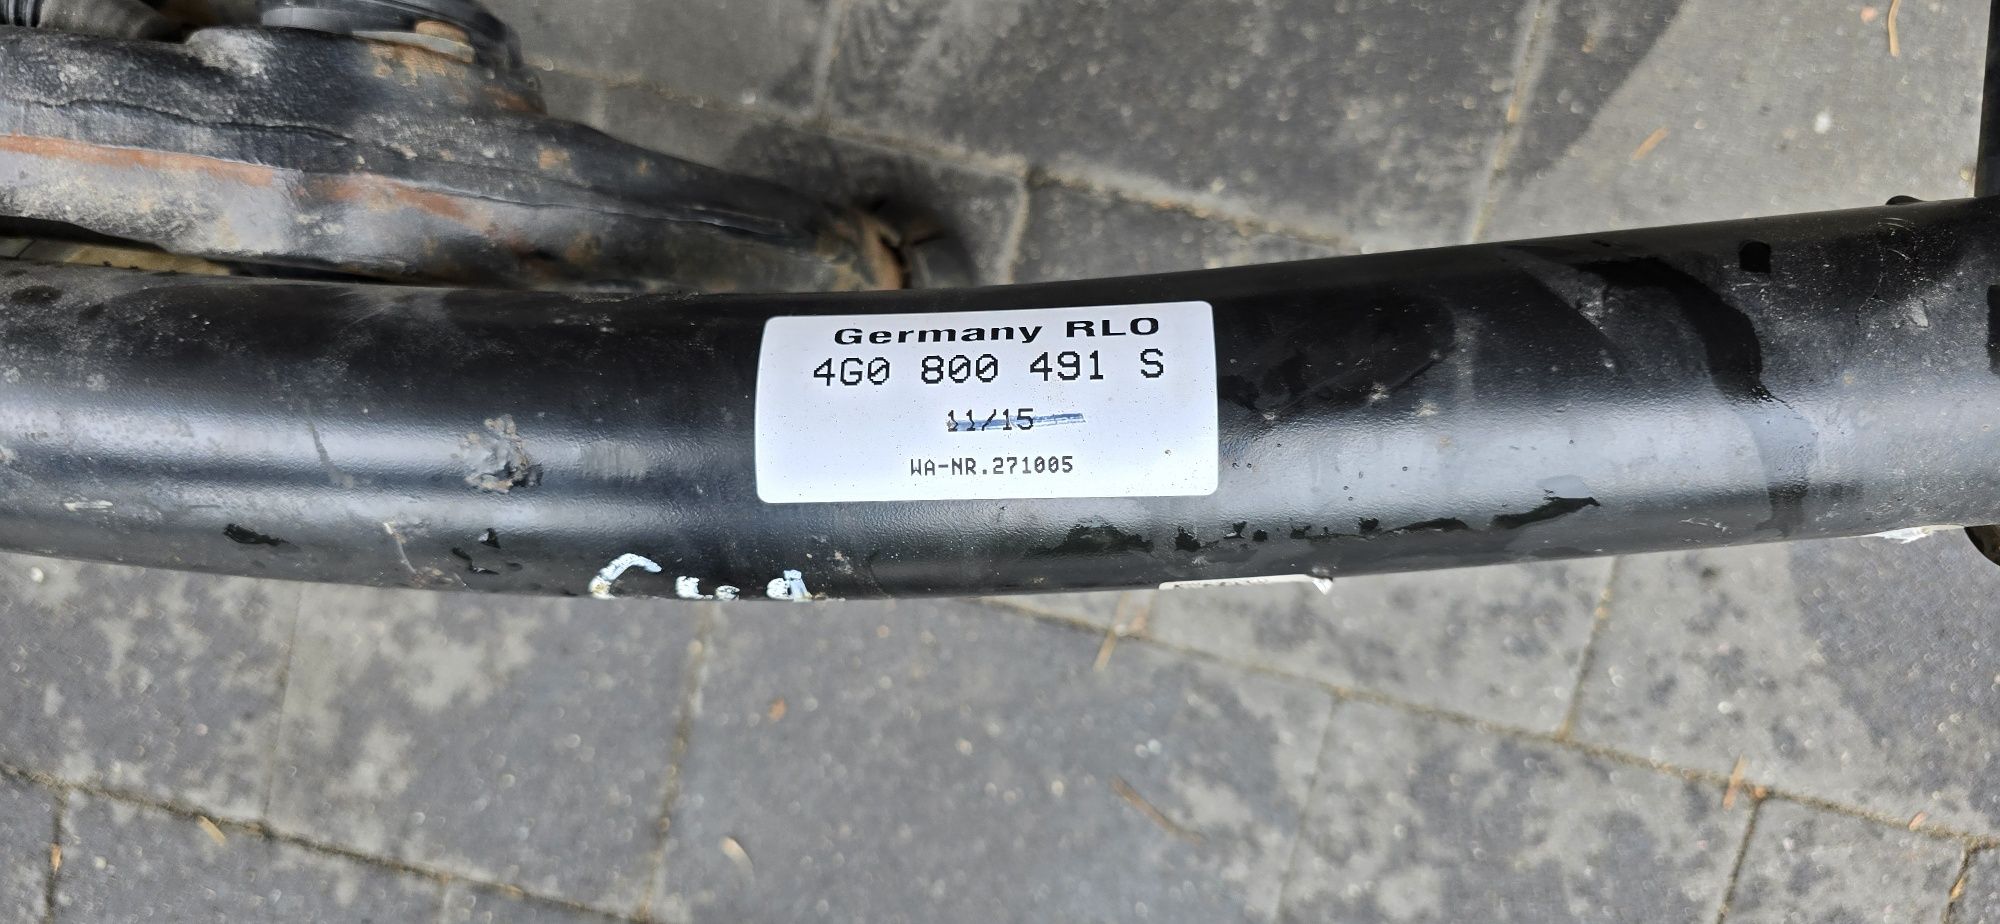 Germany RLO
4G0 800 491 S
11/15
WA-NR.271005